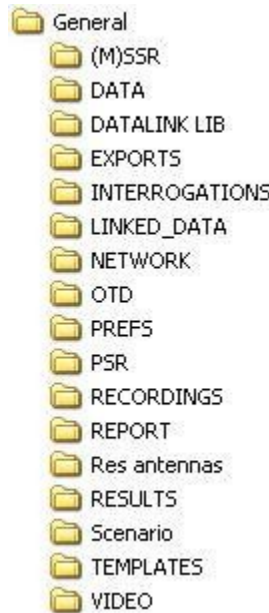 General
(M)SSR
DATA
DATALINK LIB
EXPORTS
INTERROGATIONS
LINKED_DATA
NETWORK
OTD
PREFS
PSR
RECORDINGS
REPORT
Res antennas
RESULTS
Scenario
TEMPLATES
VIDEO